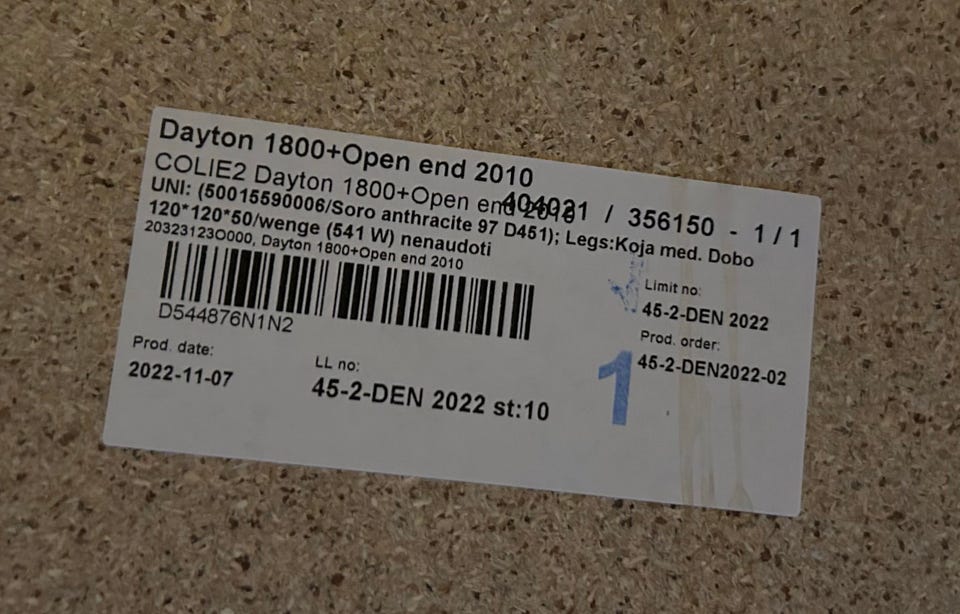 Dayton 1800+Open end 2010
COLIE2 Dayton 1800+Open end 2010
404021 / 356150 - 1 / 1
UNI: (50015590006/Soro anthracite 97 D451); Legs:Koja med. Dobo
120*120*50/wenge (541 W) nenaudoti
20323123O000, Dayton 1800+Open end 2010
D544876N1N2
Limit no:
45-2-DEN 2022
Prod. order:
45-2-DEN2022-02
Prod. date:
2022-11-07
LL no:
45-2-DEN 2022 st:10
1